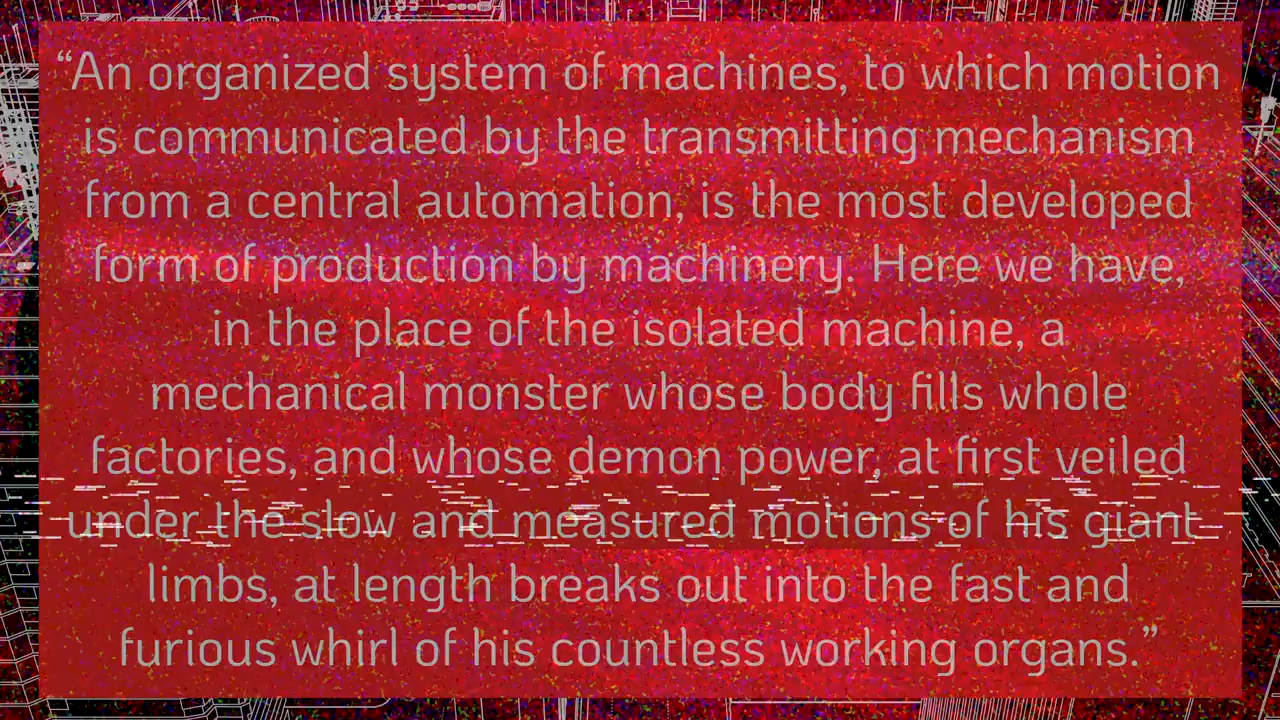 “An organized system of machines, to which motion
is communicated by the transmitting mechanism
from a central automation, is the most developed
form of production by machinery. Here we have,
in the place of the isolated machine, a
mechanical monster whose body fills whole
factories, and whose demon power, at first veiled
under the slow and measured motions of his giant
limbs, at length breaks out into the fast and
furious whirl of his countless working organs.”